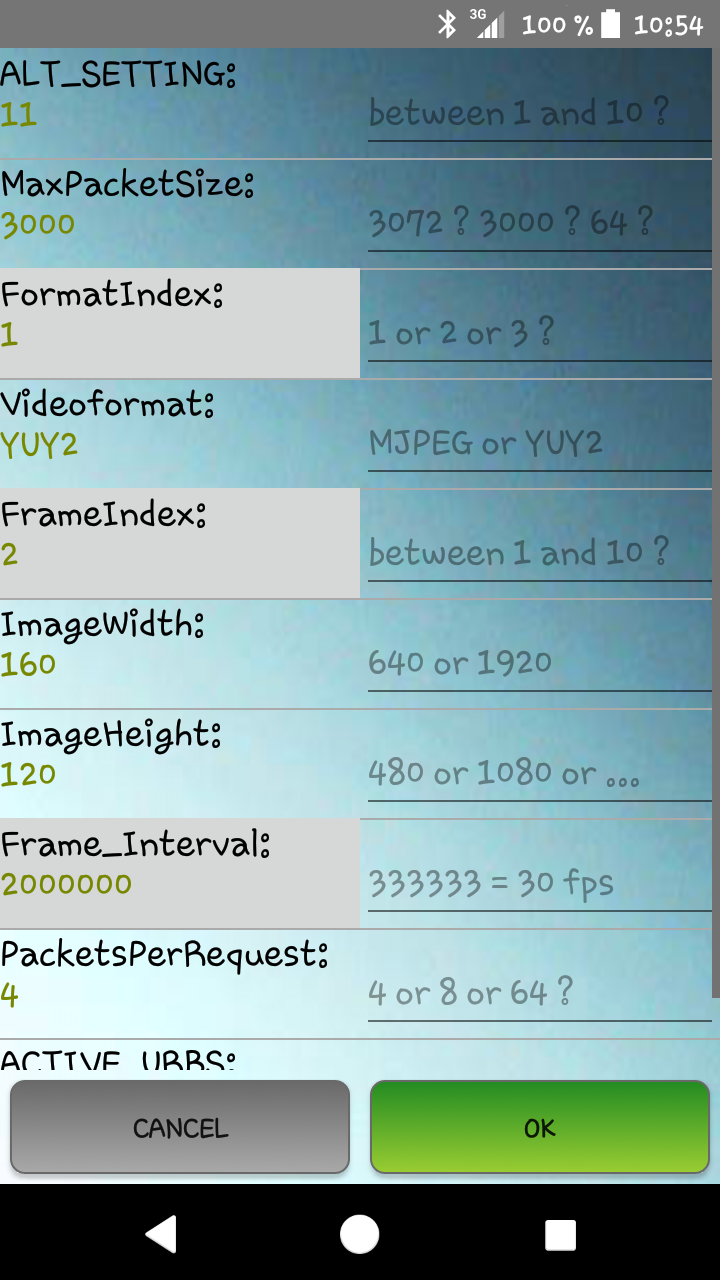 3G 100 % 10:54
ALT_SETTING:
11
between 1 and 10 ?
MaxPacketSize:
3000
3072 ? 3000 ? 64 ?
FormatIndex:
1
1 or 2 or 3 ?
Videoformat:
YUY2
MJPEG or YUY2
FrameIndex:
2
between 1 and 10 ?
ImageWidth:
160
640 or 1920
ImageHeight:
120
480 or 1080 or ...
Frame_Interval:
2000000
333333 = 30 fps
PacketsPerRequest:
4
4 or 8 or 64 ?
ACTIVE_URBS:
CANCEL
OK